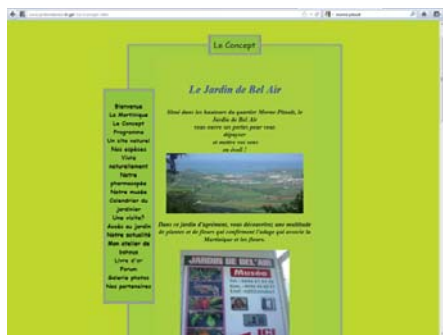 Le Concept
Bienvenue
La Martinique
Le Concept
Programme
Un site naturel
Nos espèces
Vivre
naturellement
Notre
pharmacopée
Notre musée
Calendrier du
jardinier
Une visite?
Accès au jardin
Notre actualité
Mon atelier de
Livre d'or
Forum
Galerie photos
Nos partenaires
Le Jardin de Bel Air
Situé dans les hauteurs du quartier Morne Pitault, le
Jardin de Bel Air
vous ouvre ses portes pour vous
dépayser
et mettre vos sens
en éveil !
Dans ce jardin d'agrément, vous découvrirez une multitude
de plantes et de fleurs qui confirment l'adage qui associe la
Martinique et les fleurs.
JARDIN DE BEL'AIR
Musée
ICI